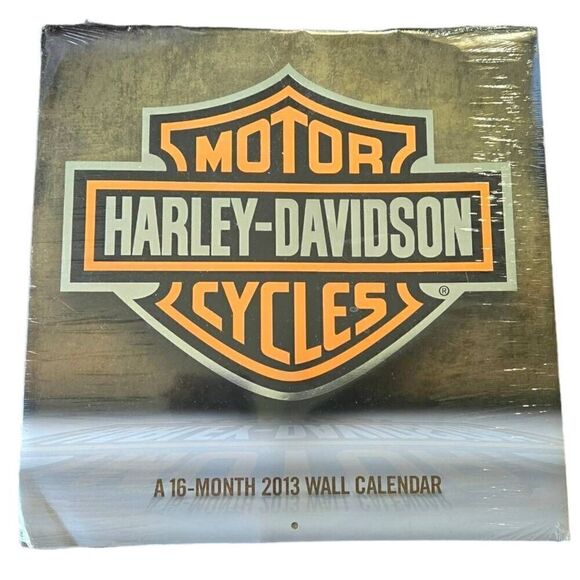 MOTOR
HARLEY-DAVIDSON
CYCLES
®
A 16-MONTH 2013 WALL CALENDAR